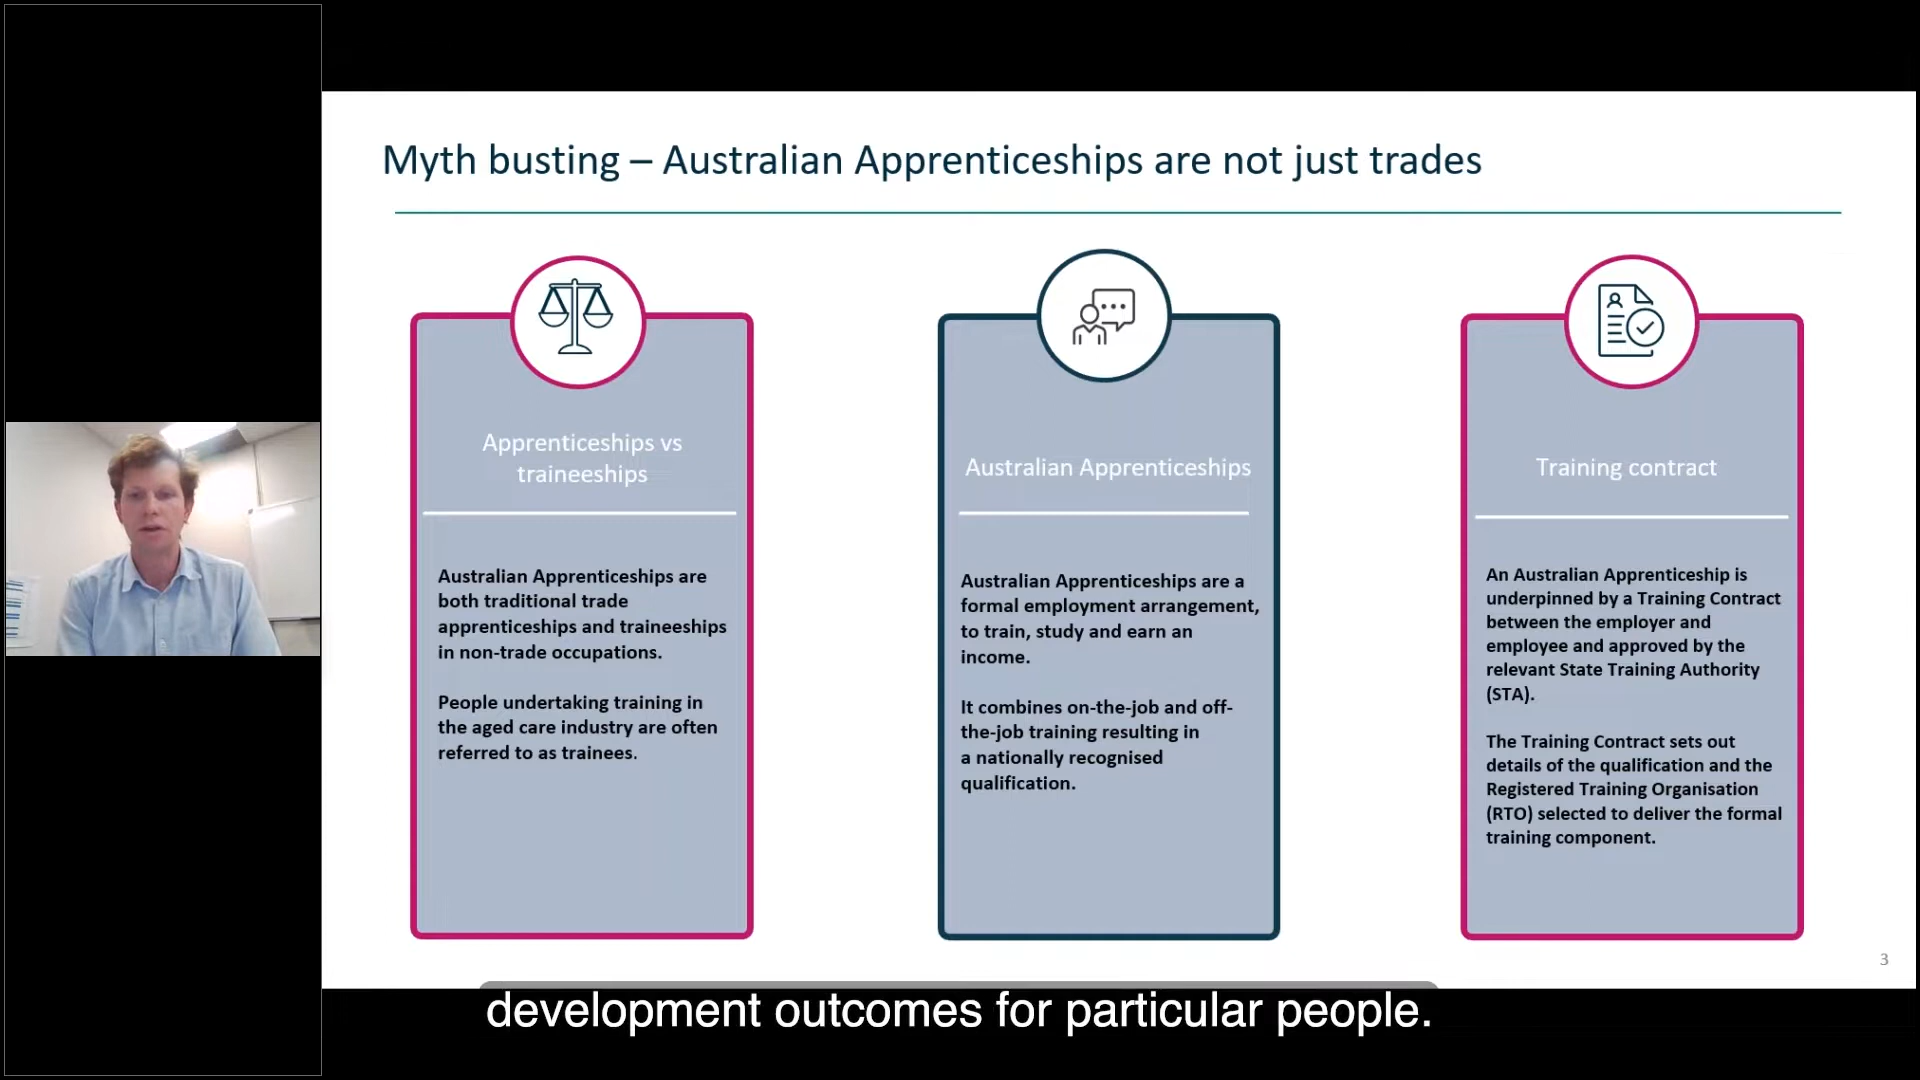 Myth busting – Australian Apprenticeships are not just trades
Apprenticeships vs
traineeships
Australian Apprenticeships are
both traditional trade
apprenticeships and traineeships
in non-trade occupations.
People undertaking training in
the aged care industry are often
referred to as trainees.
Australian Apprenticeships
Australian Apprenticeships are a
formal employment arrangement,
to train, study and earn an
income.
It combines on-the-job and off-
the-job training resulting in
a nationally recognised
qualification.
Training contract
An Australian Apprenticeship is
underpinned by a Training Contract
between the employer and
employee and approved by the
relevant State Training Authority
(STA).
The Training Contract sets out
details of the qualification and the
Registered Training Organisation
(RTO) selected to deliver the formal
training component.
3
development outcomes for particular people.